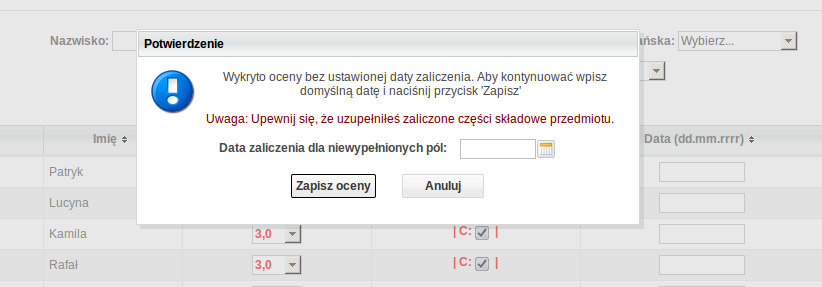 Nazwisko:
ańska: Wybierz...
Potwierdzenie
Wykryto oceny bez ustawionej daty zaliczenia. Aby kontynuować wpisz
domyślną datę i naciśnij przycisk 'Zapisz'
Uwaga: Upewnij się, że uzupełniłeś zaliczone części składowe przedmiotu.
Data zaliczenia dla niewypełnionych pól:
Zapisz oceny Anuluj
Imię Data (dd.mm.rrrr)
Patryk
Lucyna
Kamila 3,0 | C: |
Rafał 3,0 | C: |